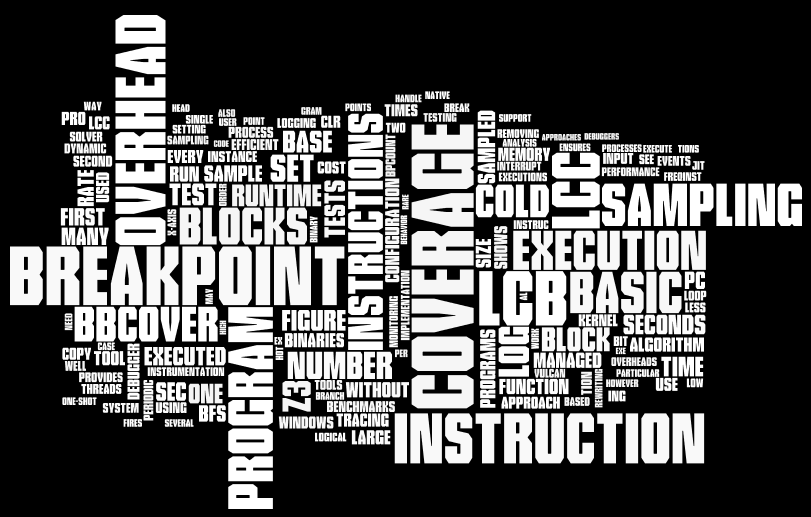 OVERHEAD
WAY
PRO
LCC
SOLVER
DYNAMIC
SECOND
RATE
USED
FIRST
MANY
HEAD
SINGLE
ALSO
USER
POINT
GRAM
POINTS
SETTING
PROCESS
LOGGING
CLR
SAMPLING
CODE
EFFICIENT
BASE
EVERY
INSTANCE
RUN
SAMPLE
SET
COST
TEST
ORDER
RUNTIME
TESTS
X-AXIS
BLOCKS
BINARY
INSTRUCTIONS
HANDLE
NATIVE
TIMES
BREAK
TESTING
TWO
BPCOUNT
CONFIGURATION
BEHAVIOR
RARE
COVERAGE
SAMPLED
SUPPORT
REMOVING
APPROACHES
DEBUGGERS
ANALYSIS
ENSURES
MEMORY
INTERRUPT
EXECUTIONS
LCC
PROCESSES
EXECUTE
TIONS
INPUT
SEE
EVENTS
JIT
PERFORMANCE
FREQINST
COLD
SAMPLING
INSTRUC
SIZE
SHOWS
EXECUTION
BREAKPOINT
MAY
MONITORING
IMPLEMENTATION
LCB
AL
BASIC
PC
LOOP
LESS
NEED
BBCOVER
HIGH
FIGURE
EX
BINARIES
HOT
KERNEL
SECONDS
PROGRAM
LOG
WORK
BLOCK
BIT
EXE
ALGORITHM
COPY
WELL
CASE
TOOL
DEBUGGER
EXECUTED
INSTRUMENTATION
NUMBER
PER
PROGRAMS
MANAGED
VULCAN
OVERHEADS
PARTICULAR
TIME
PROVIDES
THREADS
PERIODIC
SEC
ONE
Z3
TOOLS
BRANCH
WITHOUT
FUNCTION
TION
REWRITING
HOWEVER
USE
LOW
ING
ONE-SHOT
SYSTEM
USING
BFS
BENCHMARKS
APPROACH
BASED
FIRES
SEVERAL
WINDOWS
TRACING
LOGICAL
LARGE
INSTRUCTION